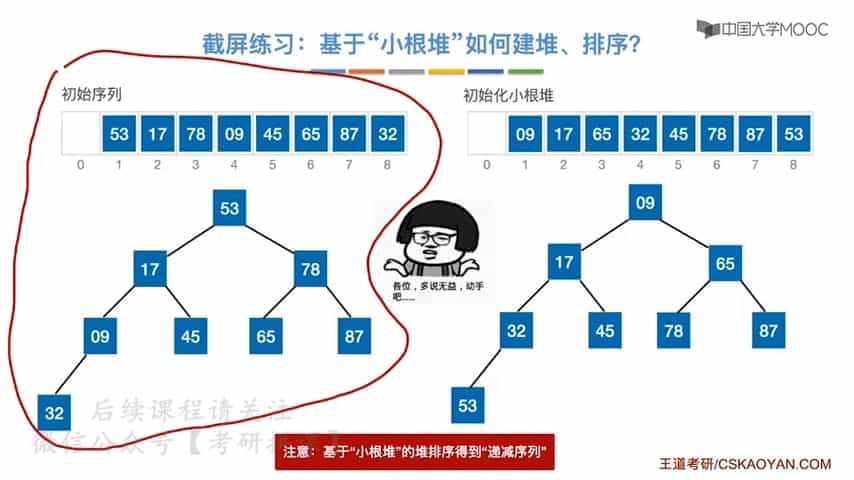 中国大学MOOC
截屏练习：基于“小根堆”如何建堆、排序？
初始序列
53 17 78 09 45 65 87 32
0 1 2 3 4 5 6 7 8
53
17 78
09 45 65 87
32
各位，多说无益，动手
吧......
初始化小根堆
09 17 65 32 45 78 87 53
0 1 2 3 4 5 6 7 8
09
17 65
32 45 78 87
53
后续课程请关注
微信公众号【考研
注意：基于“小根堆”的堆排序得到“递减序列”
王道考研/CSKAOYAN.COM